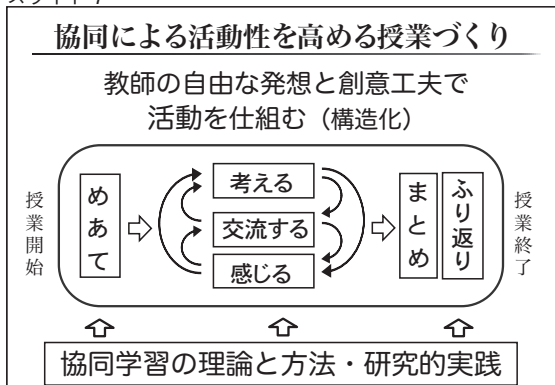 協同による活動性を高める授業づくり
教師の自由な発想と創意工夫で
活動を仕組む（構造化）
授業開始
めあて
考える
交流する
感じる
まとめ
ふり返り
授業終了
協同学習の理論と方法・研究的実践